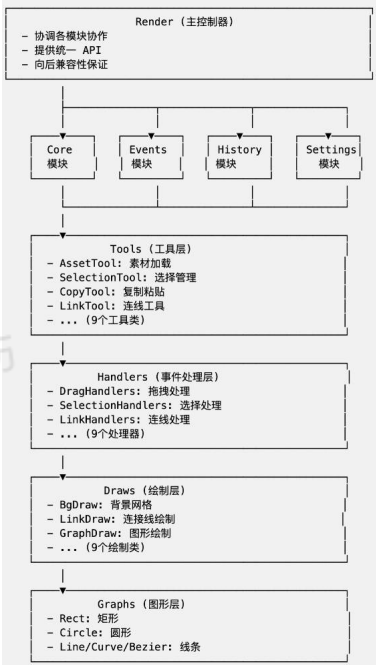 Render (主控制器)
- 协调各模块协作
- 提供统一 API
- 向后兼容性保证
Core Events History Settings
模块 模块 模块 模块
Tools (工具层)
- AssetTool: 素材加载
- SelectionTool: 选择管理
- CopyTool: 复制粘贴
- LinkTool: 连线工具
- ... (9个工具类)
Handlers (事件处理层)
- DragHandlers: 拖拽处理
- SelectionHandlers: 选择处理
- LinkHandlers: 连线处理
- ... (9个处理器)
Draws (绘制层)
- BgDraw: 背景网格
- LinkDraw: 连接线绘制
- GraphDraw: 图形绘制
- ... (9个绘制类)
Graphs (图形层)
- Rect: 矩形
- Circle: 圆形
- Line/Curve/Bezier: 线条